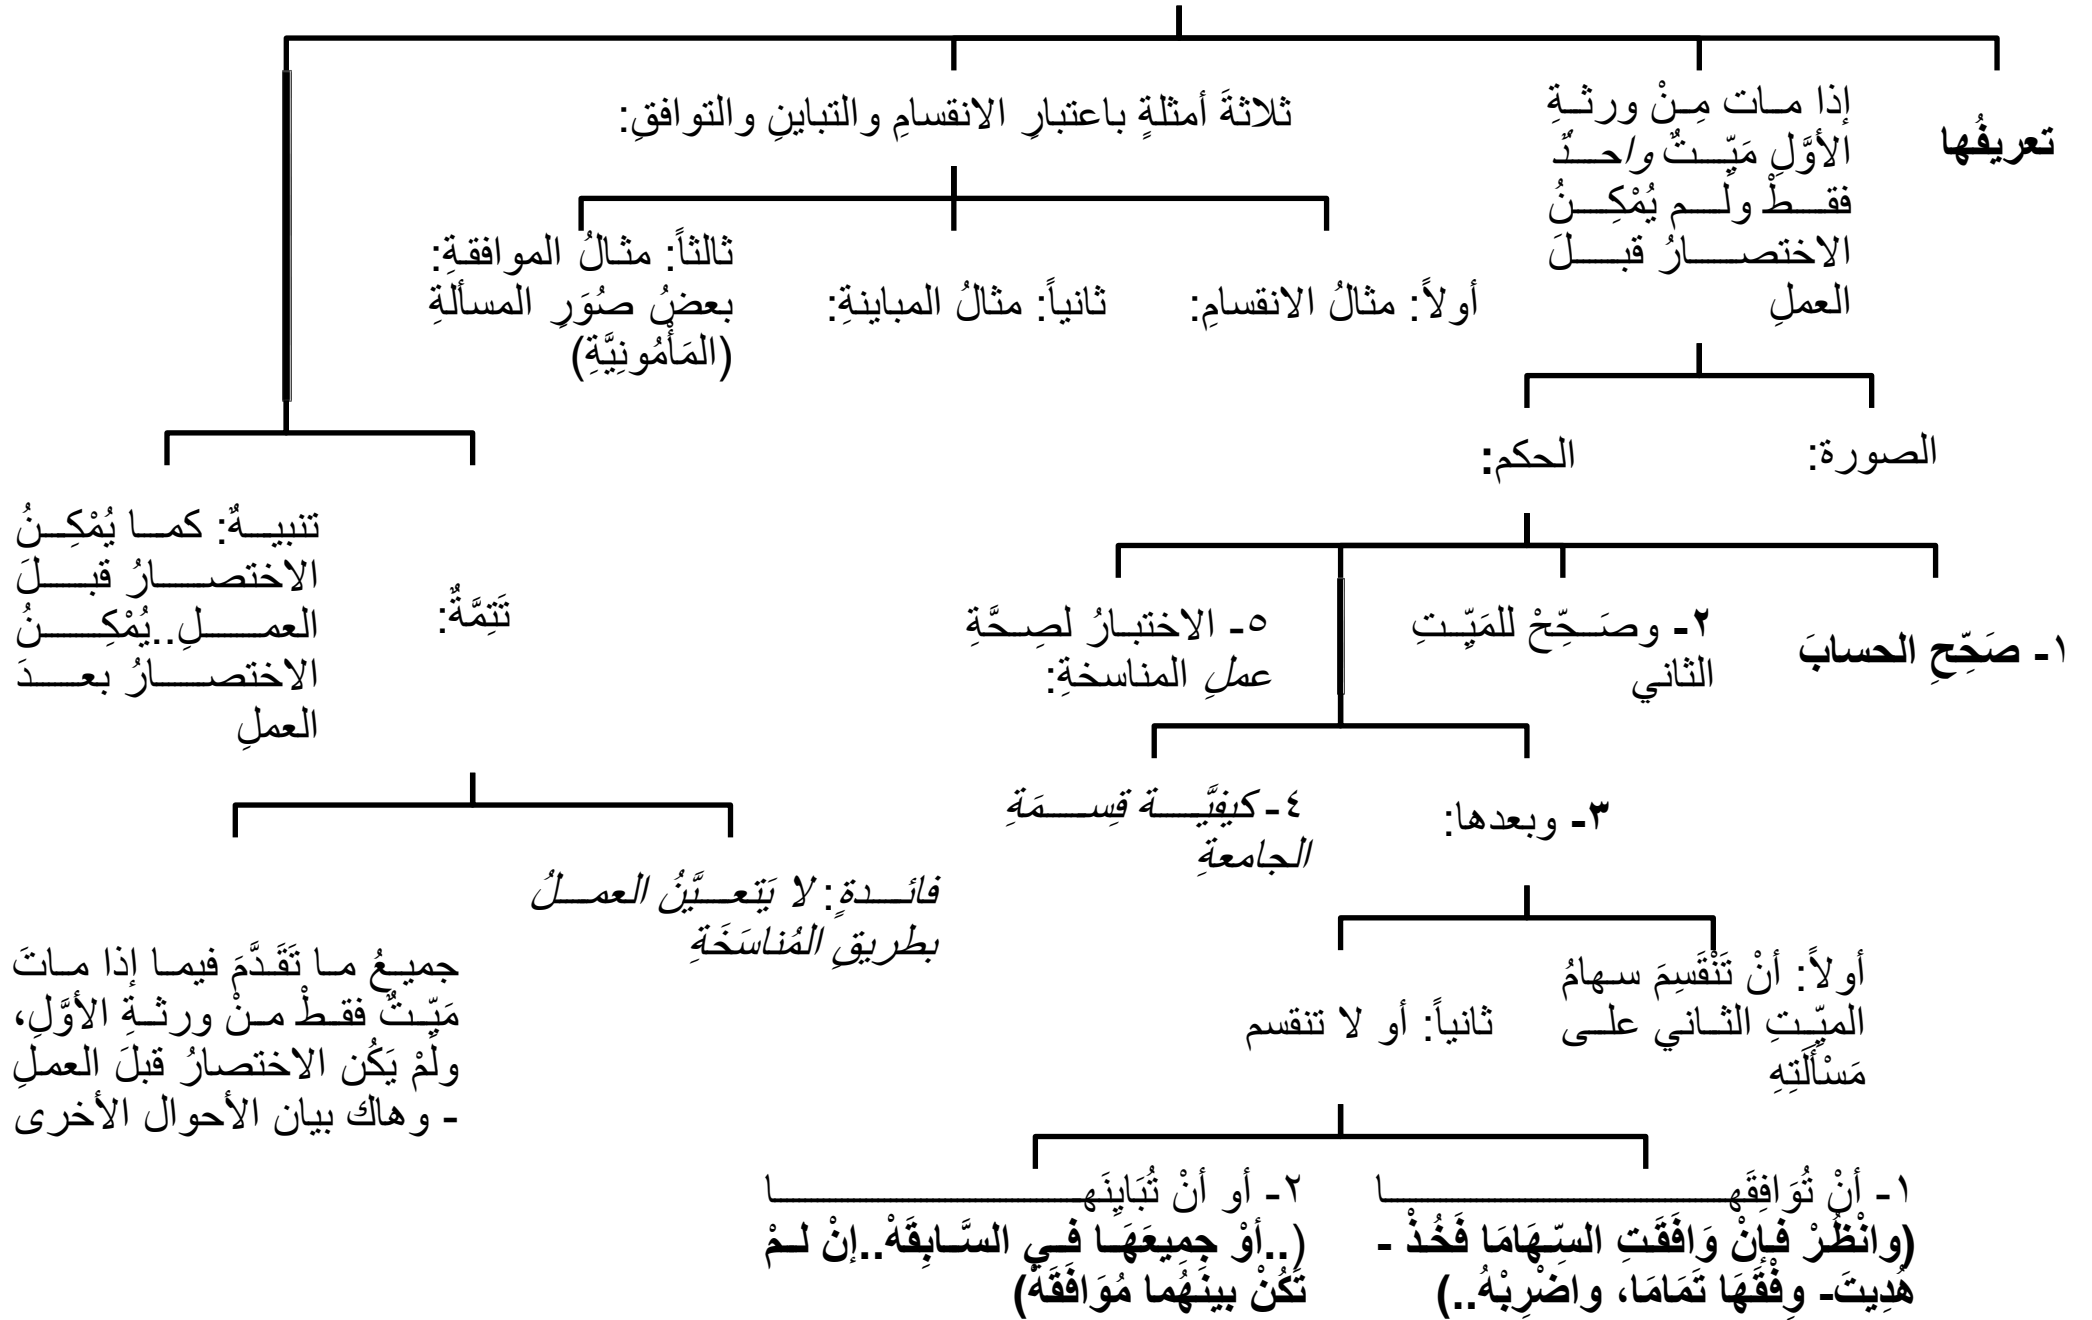 تعريفُها
إذا مات مِنْ ورثةِ
الأوَّلِ مَيِّتٌ واحدٌ
فقطْ ولم يُمْكِنُ
الاختصارُ قبلَ
العملِ
ثلاثةَ أمثلةٍ باعتبارِ الانقسامِ والتباينِ والتوافقِ:
أولاً: مثالُ الانقسامِ:
ثانياً: مثالُ المباينةِ:
ثالثاً: مثالُ الموافقةِ:
بعضُ صُوَرِ المسألةِ
(المَأْمُونِيَّةِ)
الصورة:
الحكم:
١- صَحِّحِ الحسابَ
٢- وصَحِّحْ للمَيِّتِ
الثاني
٥- الاختبارُ لصِحَّةِ
عملِ المناسخةِ:
٣- وبعدها:
٤- كيفيَّة قِسمَةِ
الجامعةِ
أولاً: أنْ تَنْقَسِمَ سهامُ
الميّتِ الثاني على
مَسْأَلَتِهِ
ثانياً: أو لا تنقسم
١- أنْ تُوَافِقَها
(وانْظُرْ فإنْ وَافَقَتِ السِّهَامَا فَخُذْ -
هُدِيتَ- وِفْقَهَا تَمَامَا، واضْرِبْهُ..)
٢- أو أنْ تُبَايِنَها
(..أوْ جمِيعَهَا في السَّابِقَهْ..إنْ لمْ
تَكُنْ بينَهُما مُوَافَقَهْ)
تَتِمَّةٌ:
تنبيهٌ: كما يُمْكِنُ
الاختصارُ قبلَ
العملِ..يُمْكِنُ
الاختصارُ بعدَ
العملِ
فائدةٍ: لا يَتعيَّنُ العملُ
بطريقِ المُناسَخَةِ
جميعُ ما تَقَدَّمَ فيما إذا ماتَ
مَيِّتٌ فقطْ منْ ورثةِ الأوَّلِ،
ولَمْ يَكُن الاختصارُ قبلَ العملِ
- وهاك بيان الأحوال الأخرى